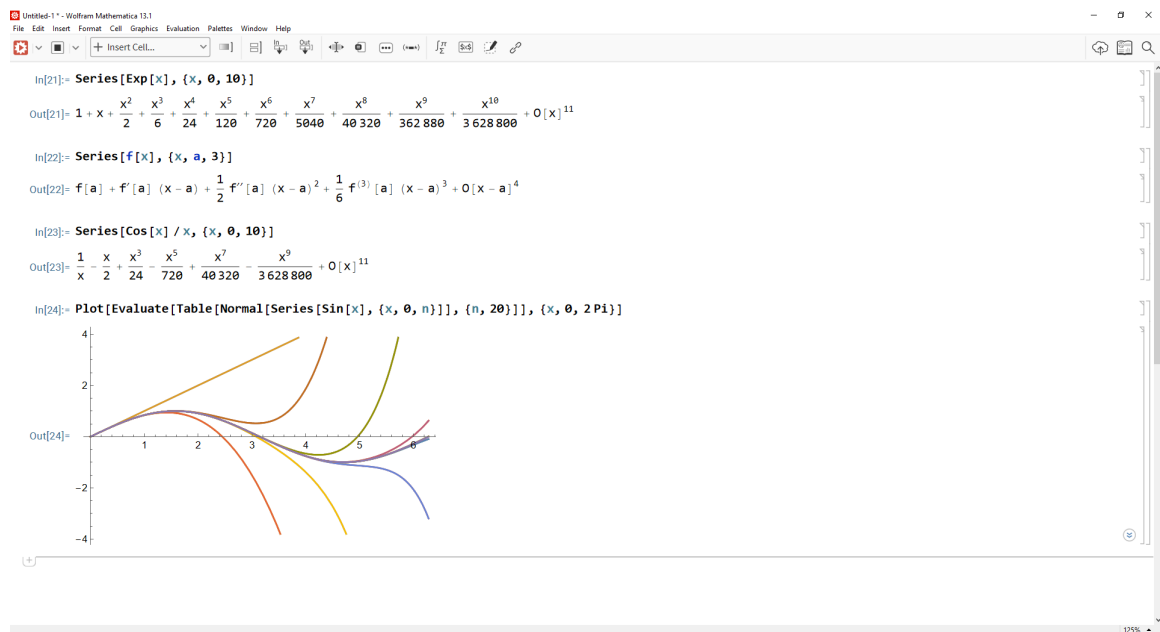 Untitled-1 * - Wolfram Mathematica 13.1
File Edit Insert Format Cell Graphics Evaluation Palettes Window Help
+ Insert Cell...
In[21]:= Series[Exp[x], {x, 0, 10}]
Out[21]= 1 + x + x²/2 + x³/6 + x⁴/24 + x⁵/120 + x⁶/720 + x⁷/5040 + x⁸/40 320 + x⁹/362 880 + x¹⁰/3 628 800 + O[x]¹¹
In[22]:= Series[f[x], {x, a, 3}]
Out[22]= f[a] + f′[a] (x - a) + 1/2 f′′[a] (x - a)² + 1/6 f⁽³⁾[a] (x - a)³ + O[x - a]⁴
In[23]:= Series[Cos[x] / x, {x, 0, 10}]
Out[23]= 1/x - x/2 + x³/24 - x⁵/720 + x⁷/40 320 - x⁹/3 628 800 + O[x]¹¹
In[24]:= Plot[Evaluate[Table[Normal[Series[Sin[x], {x, 0, n}]], {n, 20}]], {x, 0, 2 Pi}]
4
2
Out[24]=
1 2 3 4 5 6
-2
-4
125%